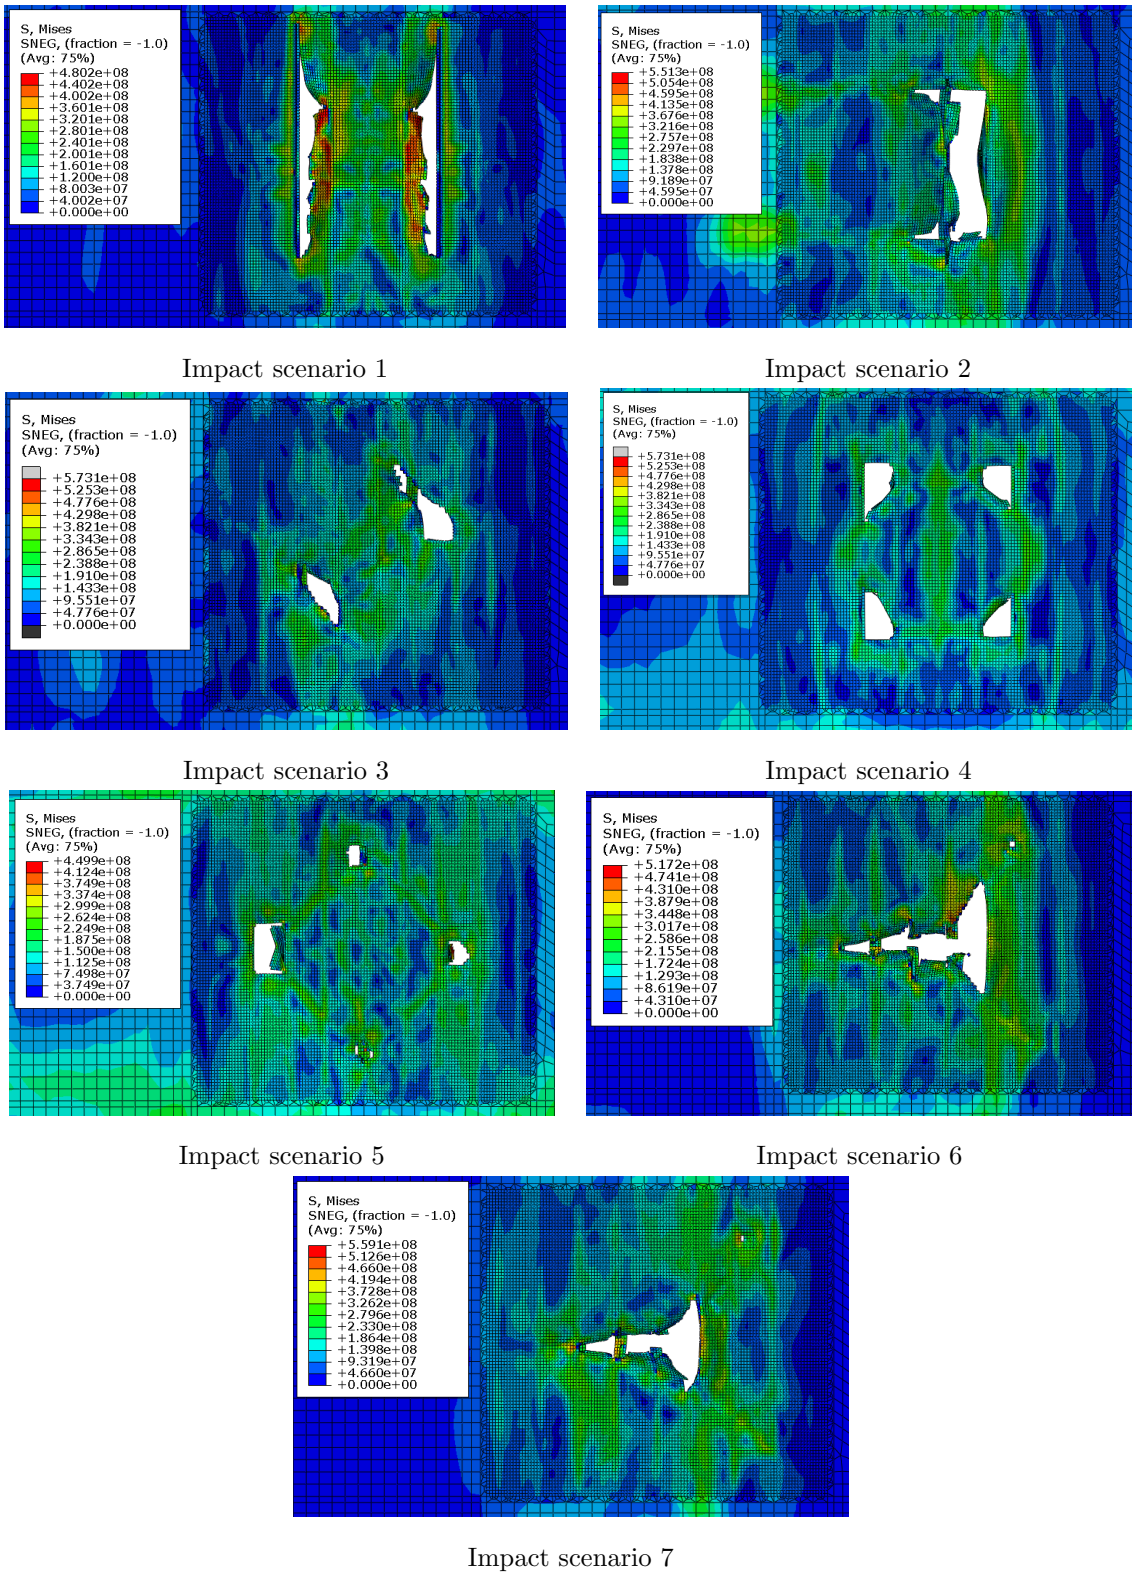 S, Mises
SNEG, (fraction = -1.0)
(Avg: 75%)
+4.802e+08
+4.402e+08
+4.002e+08
+3.601e+08
+3.201e+08
+2.801e+08
+2.401e+08
+2.001e+08
+1.601e+08
+1.200e+08
+8.003e+07
+4.002e+07
+0.000e+00
S, Mises
SNEG, (fraction = -1.0)
(Avg: 75%)
+5.513e+08
+5.054e+08
+4.595e+08
+4.135e+08
+3.676e+08
+3.216e+08
+2.757e+08
+2.297e+08
+1.838e+08
+1.378e+08
+9.189e+07
+4.595e+07
+0.000e+00
Impact scenario 1
Impact scenario 2
S, Mises
SNEG, (fraction = -1.0)
(Avg: 75%)
+5.731e+08
+5.253e+08
+4.776e+08
+4.298e+08
+3.821e+08
+3.343e+08
+2.865e+08
+2.388e+08
+1.910e+08
+1.433e+08
+9.551e+07
+4.776e+07
+0.000e+00
S, Mises
SNEG, (fraction = -1.0)
(Avg: 75%)
+5.731e+08
+5.253e+08
+4.776e+08
+4.298e+08
+3.821e+08
+3.343e+08
+2.865e+08
+2.388e+08
+1.910e+08
+1.433e+08
+9.551e+07
+4.776e+07
+0.000e+00
Impact scenario 3
Impact scenario 4
S, Mises
SNEG, (fraction = -1.0)
(Avg: 75%)
+4.499e+08
+4.124e+08
+3.749e+08
+3.374e+08
+2.999e+08
+2.624e+08
+2.249e+08
+1.875e+08
+1.500e+08
+1.125e+08
+7.498e+07
+3.749e+07
+0.000e+00
S, Mises
SNEG, (fraction = -1.0)
(Avg: 75%)
+5.172e+08
+4.741e+08
+4.310e+08
+3.879e+08
+3.448e+08
+3.017e+08
+2.586e+08
+2.155e+08
+1.724e+08
+1.293e+08
+8.619e+07
+4.310e+07
+0.000e+00
Impact scenario 5
Impact scenario 6
S, Mises
SNEG, (fraction = -1.0)
(Avg: 75%)
+5.591e+08
+5.126e+08
+4.660e+08
+4.194e+08
+3.728e+08
+3.262e+08
+2.796e+08
+2.330e+08
+1.864e+08
+1.398e+08
+9.319e+07
+4.660e+07
+0.000e+00
Impact scenario 7